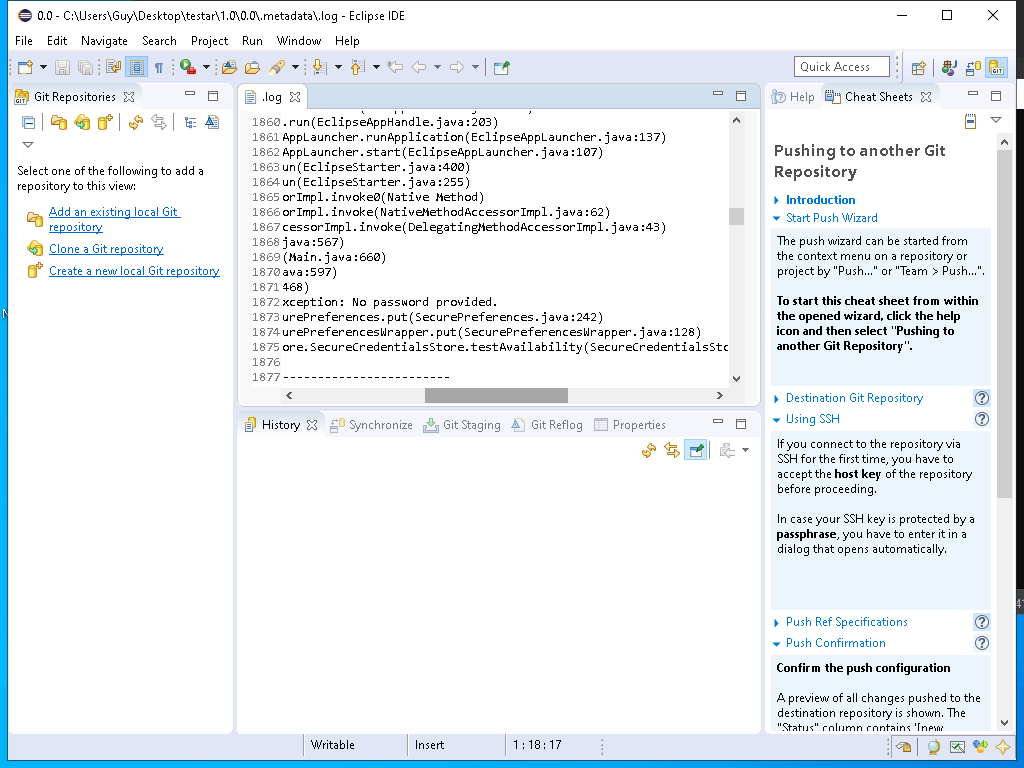 0.0 - C:\Users\Guy\Desktop\testar\1.0\0.0\.metadata\.log - Eclipse IDE
File Edit Navigate Search Project Run Window Help
Quick Access
Git Repositories
Select one of the following to add a
repository to this view:
Add an existing local Git
repository
Clone a Git repository
Create a new local Git repository
.log
1860 .run(EclipseAppHandle.java:203)
1861 AppLauncher.runApplication(EclipseAppLauncher.java:137)
1862 AppLauncher.start(EclipseAppLauncher.java:107)
1863 un(EclipseStarter.java:400)
1864 un(EclipseStarter.java:255)
1865 orImpl.invoke0(Native Method)
1866 orImpl.invoke(NativeMethodAccessorImpl.java:62)
1867 cessorImpl.invoke(DelegatingMethodAccessorImpl.java:43)
1868 java:567)
1869 (Main.java:660)
1870 ava:597)
1871 468)
1872 xception: No password provided.
1873 urePreferences.put(SecurePreferences.java:242)
1874 urePreferencesWrapper.put(SecurePreferencesWrapper.java:128)
1875 ore.SecureCredentialsStore.testAvailability(SecureCredentialsSto
1876
1877 ------------------------
History Synchronize Git Staging Git Reflog Properties
Help Cheat Sheets
Pushing to another Git
Repository
Introduction
Start Push Wizard
The push wizard can be started from
the context menu on a repository or
project by "Push..." or "Team > Push...".
To start this cheat sheet from within
the opened wizard, click the help
icon and then select "Pushing to
another Git Repository".
Destination Git Repository
Using SSH
If you connect to the repository via
SSH for the first time, you have to
accept the host key of the repository
before proceeding.
In case your SSH key is protected by a
passphrase, you have to enter it in a
dialog that opens automatically.
Push Ref Specifications
Push Confirmation
Confirm the push configuration
A preview of all changes pushed to the
destination repository is shown. The
"Status" column contains '[new
Writable Insert 1:18:17